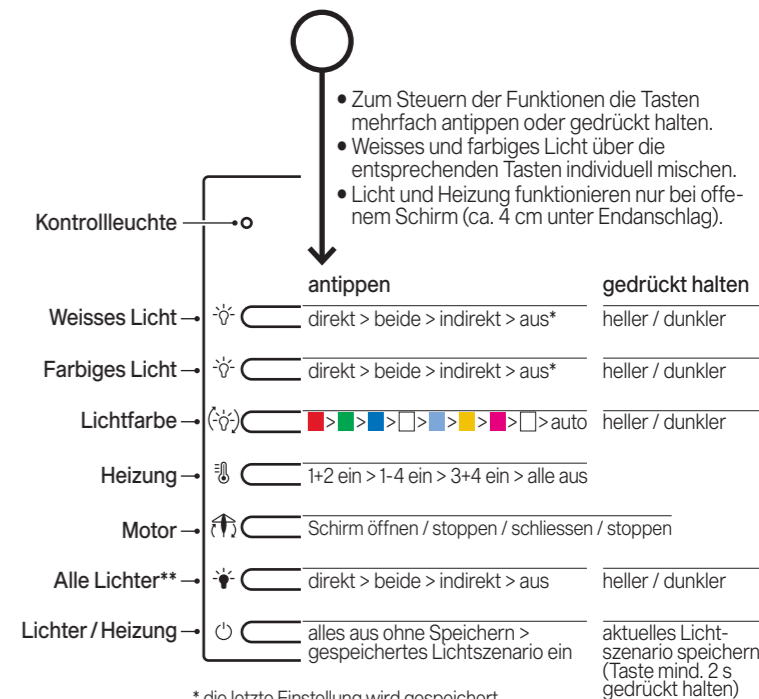 • Zum Steuern der Funktionen die Tasten
mehrfach antippen oder gedrückt halten.
• Weisses und farbiges Licht über die
entsprechenden Tasten individuell mischen.
• Licht und Heizung funktionieren nur bei offe-
nem Schirm (ca. 4 cm unter Endanschlag).
Kontrollleuchte
antippen gedrückt halten
Weisses Licht direkt > beide > indirekt > aus* heller / dunkler
Farbiges Licht direkt > beide > indirekt > aus* heller / dunkler
Lichtfarbe > > > > > > > > auto heller / dunkler
Heizung 1+2 ein > 1-4 ein > 3+4 ein > alle aus
Motor Schirm öffnen / stoppen / schliessen / stoppen
Alle Lichter** direkt > beide > indirekt > aus heller / dunkler
Lichter / Heizung alles aus ohne Speichern > aktuelles Licht-
gespeichertes Lichtszenario ein szenario speichern
(Taste mind. 2 s
gedrückt halten)
* die letzte Einstellung wird gespeichert